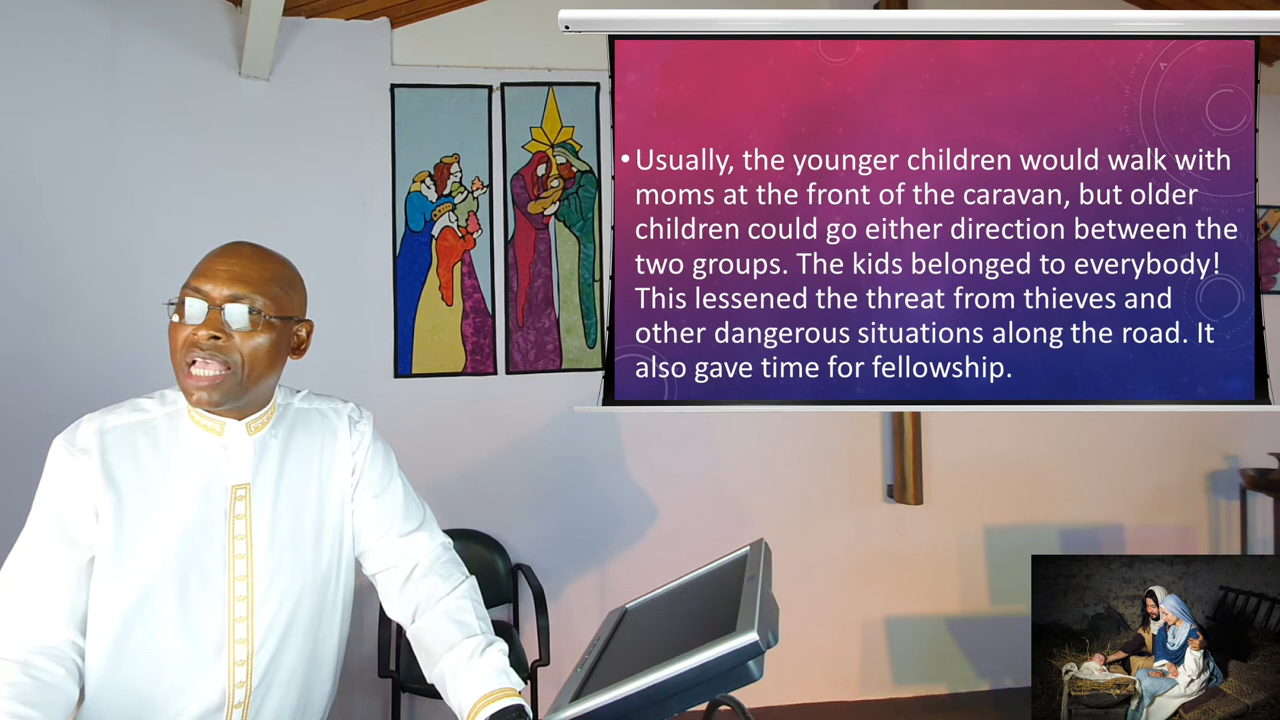 • Usually, the younger children would walk with
moms at the front of the caravan, but older
children could go either direction between the
two groups. The kids belonged to everybody!
This lessened the threat from thieves and
other dangerous situations along the road. It
also gave time for fellowship.